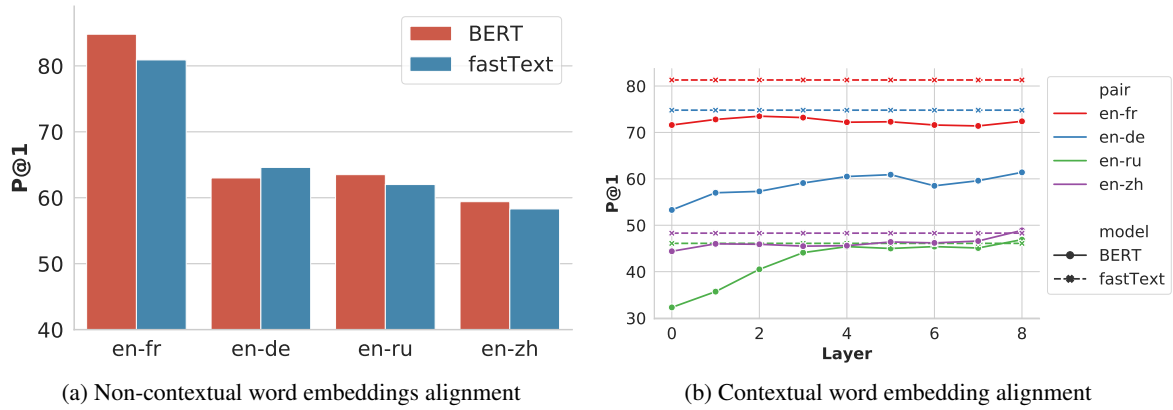 P@1
80
70
60
50
40
en-fr
en-de
en-ru
en-zh
BERT
fastText
(a) Non-contextual word embeddings alignment
P@1
80
70
60
50
40
30
0
2
4
6
8
Layer
pair
en-fr
en-de
en-ru
en-zh
model
BERT
fastText
(b) Contextual word embedding alignment